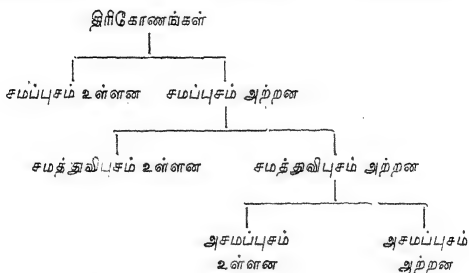 திரிகோணங்கள்
சமப்புசம் உள்ளன சமப்புசம் அற்றன
சமத்துவிபுசம் உள்ளன சமத்துவிபுசம் அற்றன
அசமப்புசம் அசமப்புசம்
உள்ளன அற்றன